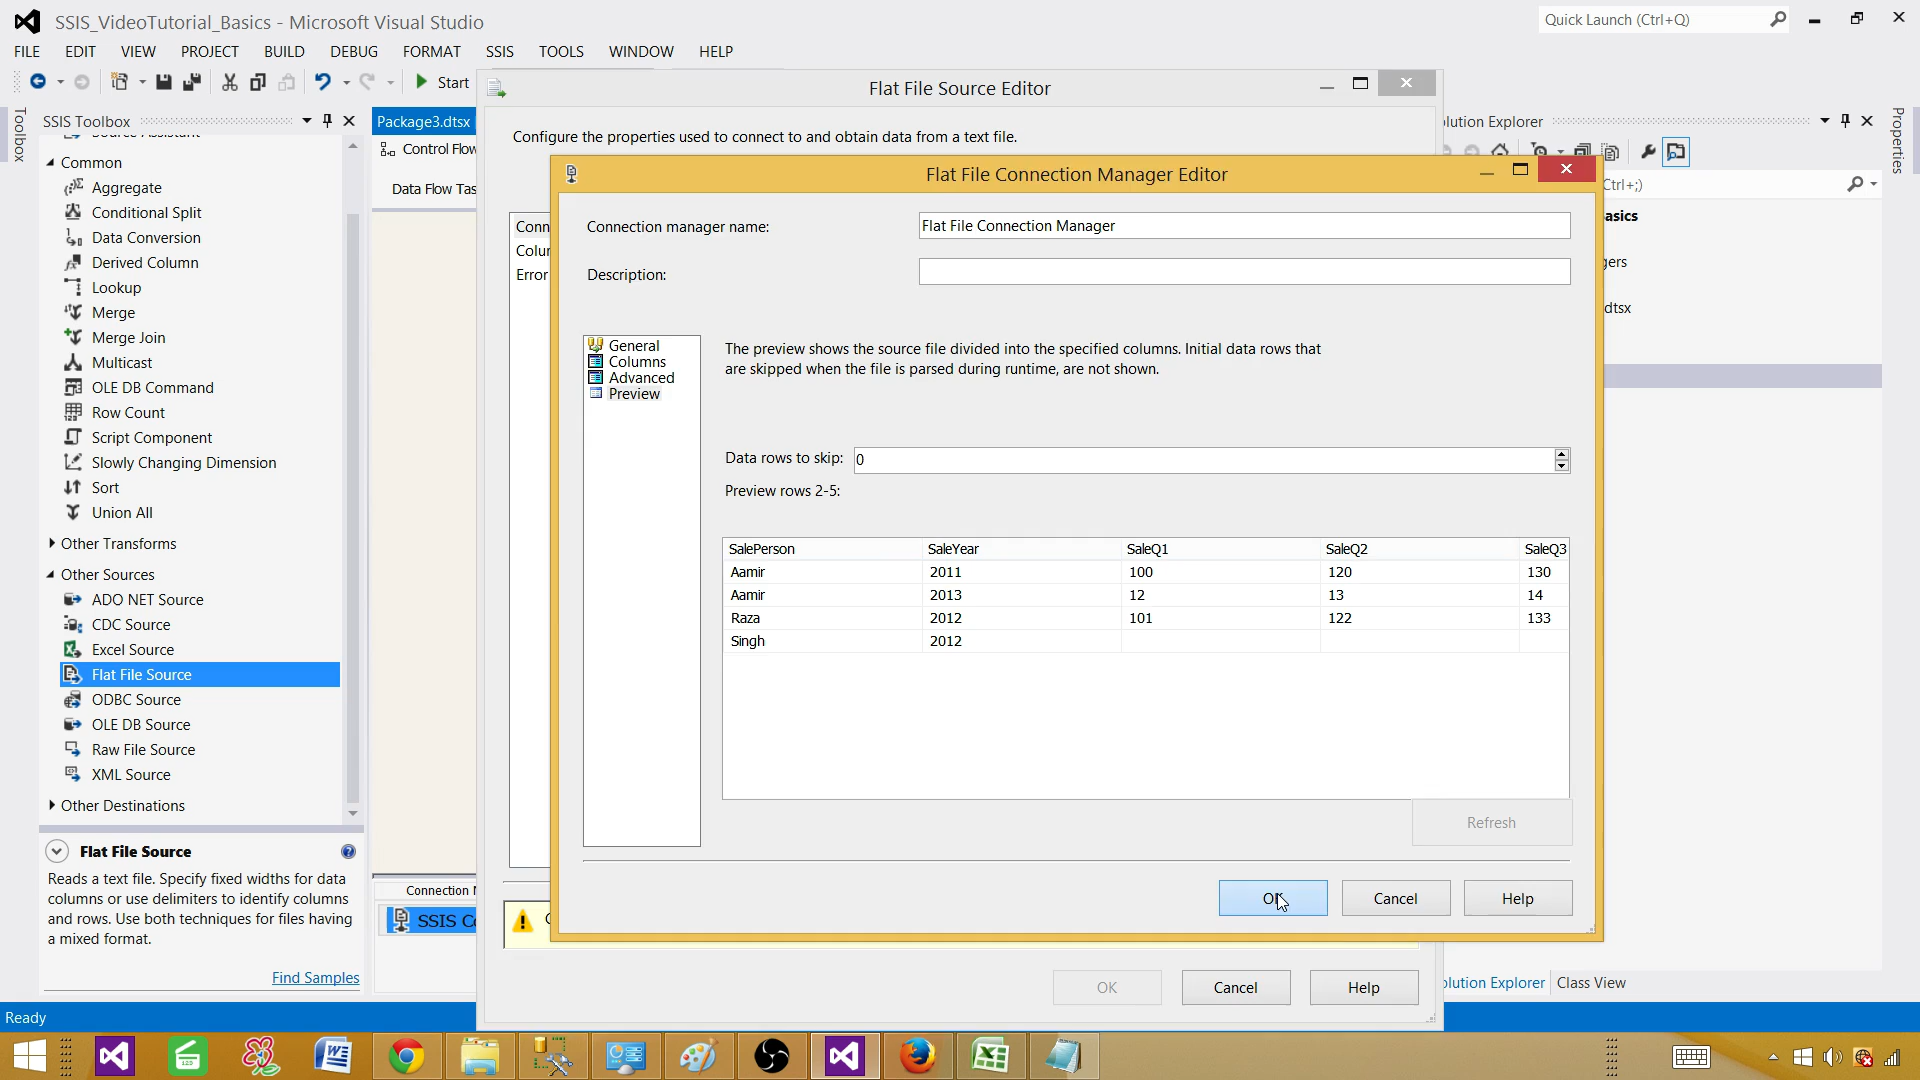 SSIS_VideoTutorial_Basics - Microsoft Visual Studio
Quick Launch (Ctrl+Q)
FILE EDIT VIEW PROJECT BUILD DEBUG FORMAT SSIS TOOLS WINDOW HELP
Start
Toolbox
SSIS Toolbox
Common
Aggregate
Conditional Split
Data Conversion
Derived Column
Lookup
Merge
Merge Join
Multicast
OLE DB Command
Row Count
Script Component
Slowly Changing Dimension
Sort
Union All
Other Transforms
Other Sources
ADO NET Source
CDC Source
Excel Source
Flat File Source
ODBC Source
OLE DB Source
Raw File Source
XML Source
Other Destinations
Flat File Source
Reads a text file. Specify fixed widths for data
columns or use delimiters to identify columns
and rows. Use both techniques for files having
a mixed format.
Find Samples
Package3.dtsx
Control Flow
Data Flow Tas
Connection M
SSIS Co
Flat File Source Editor
Configure the properties used to connect to and obtain data from a text file.
Conn
Colun
Error
OK Cancel Help
Flat File Connection Manager Editor
Connection manager name: Flat File Connection Manager
Description:
General
Columns
Advanced
Preview
The preview shows the source file divided into the specified columns. Initial data rows that
are skipped when the file is parsed during runtime, are not shown.
Data rows to skip: 0
Preview rows 2-5:
SalePerson SaleYear SaleQ1 SaleQ2 SaleQ3
Aamir 2011 100 120 130
Aamir 2013 12 13 14
Raza 2012 101 122 133
Singh 2012
Refresh
OK Cancel Help
olution Explorer
Ctrl+;)
asics
gers
dtsx
olution Explorer Class View
Properties
Ready